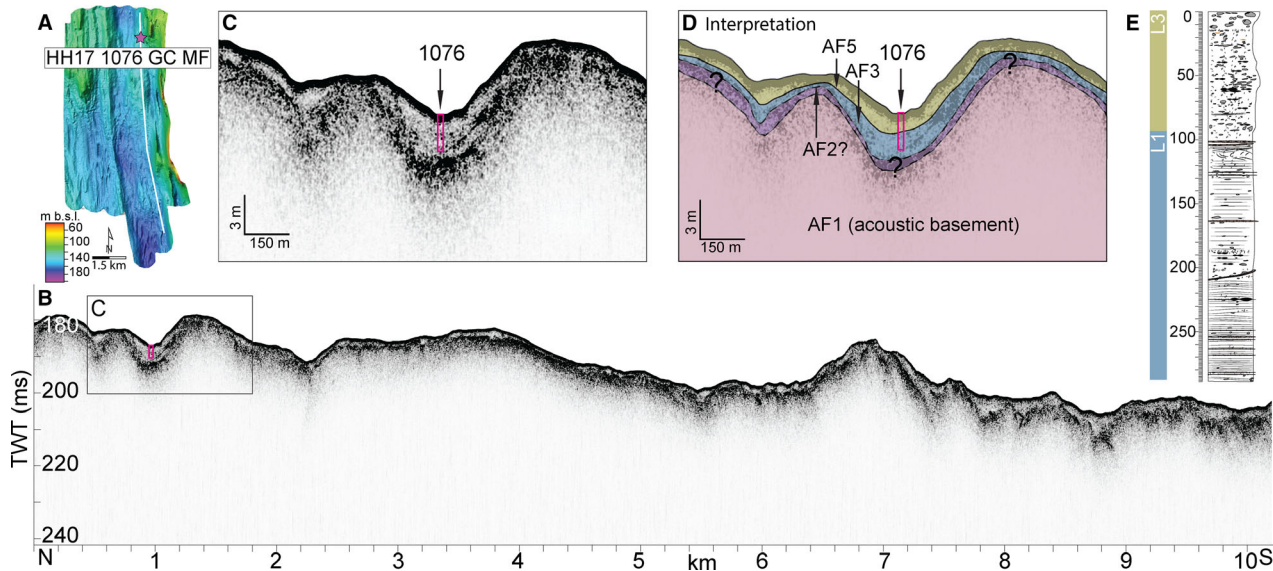 A
HH17 1076 GC MF
m b.s.l.
60
100
140
180
N
1.5 km
C
1076
3 m
150 m
D Interpretation
1076
AF5
AF3
?
?
?
AF2?
AF1 (acoustic basement)
3 m
150 m
E
L3
L1
0
50
100
150
200
250
B
C
180
200
220
240
TWT (ms)
N 1 2 3 4 5 km 6 7 8 9 10 S